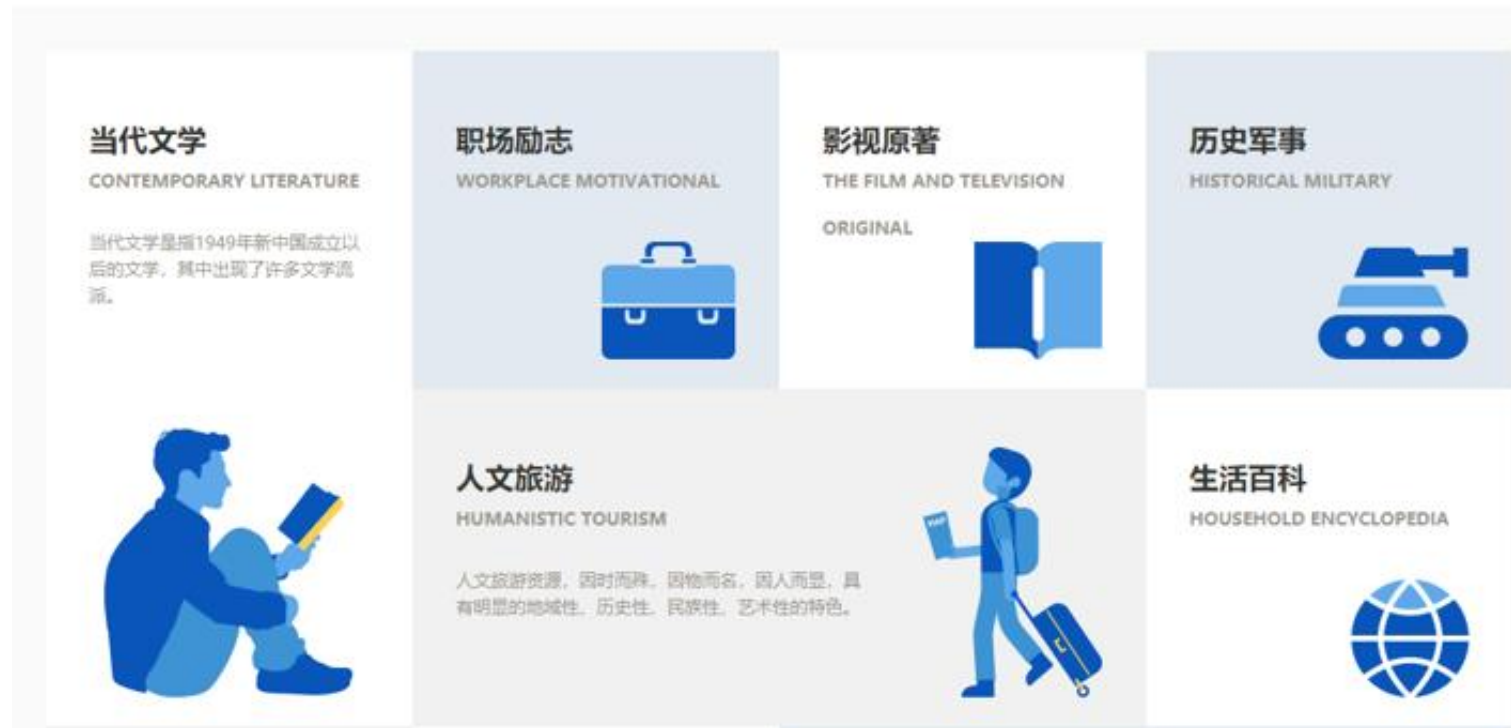 当代文学
CONTEMPORARY LITERATURE
当代文学是指1949年新中国成立以
后的文学，其中出现了许多文学流
派。
职场励志
WORKPLACE MOTIVATIONAL
影视原著
THE FILM AND TELEVISION
ORIGINAL
历史军事
HISTORICAL MILITARY
人文旅游
HUMANISTIC TOURISM
人文旅游资源，因时而殊，因物而名，因人而显，具
有明显的地域性、历史性、民族性、艺术性的特色。
MAP
生活百科
HOUSEHOLD ENCYCLOPEDIA